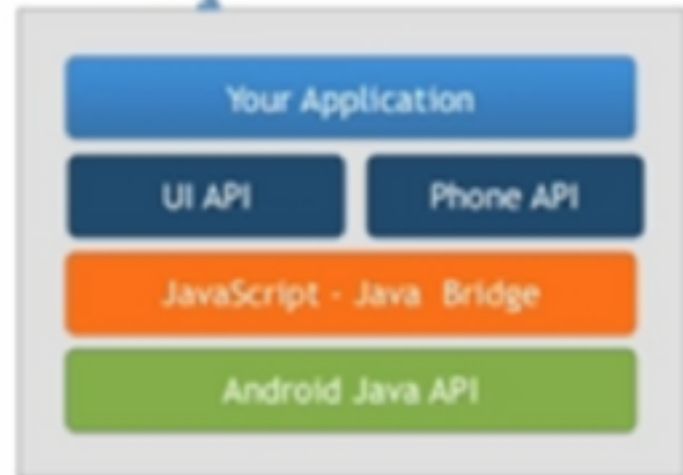 Your Application
UI API
Phone API
JavaScript - Java Bridge
Android Java API